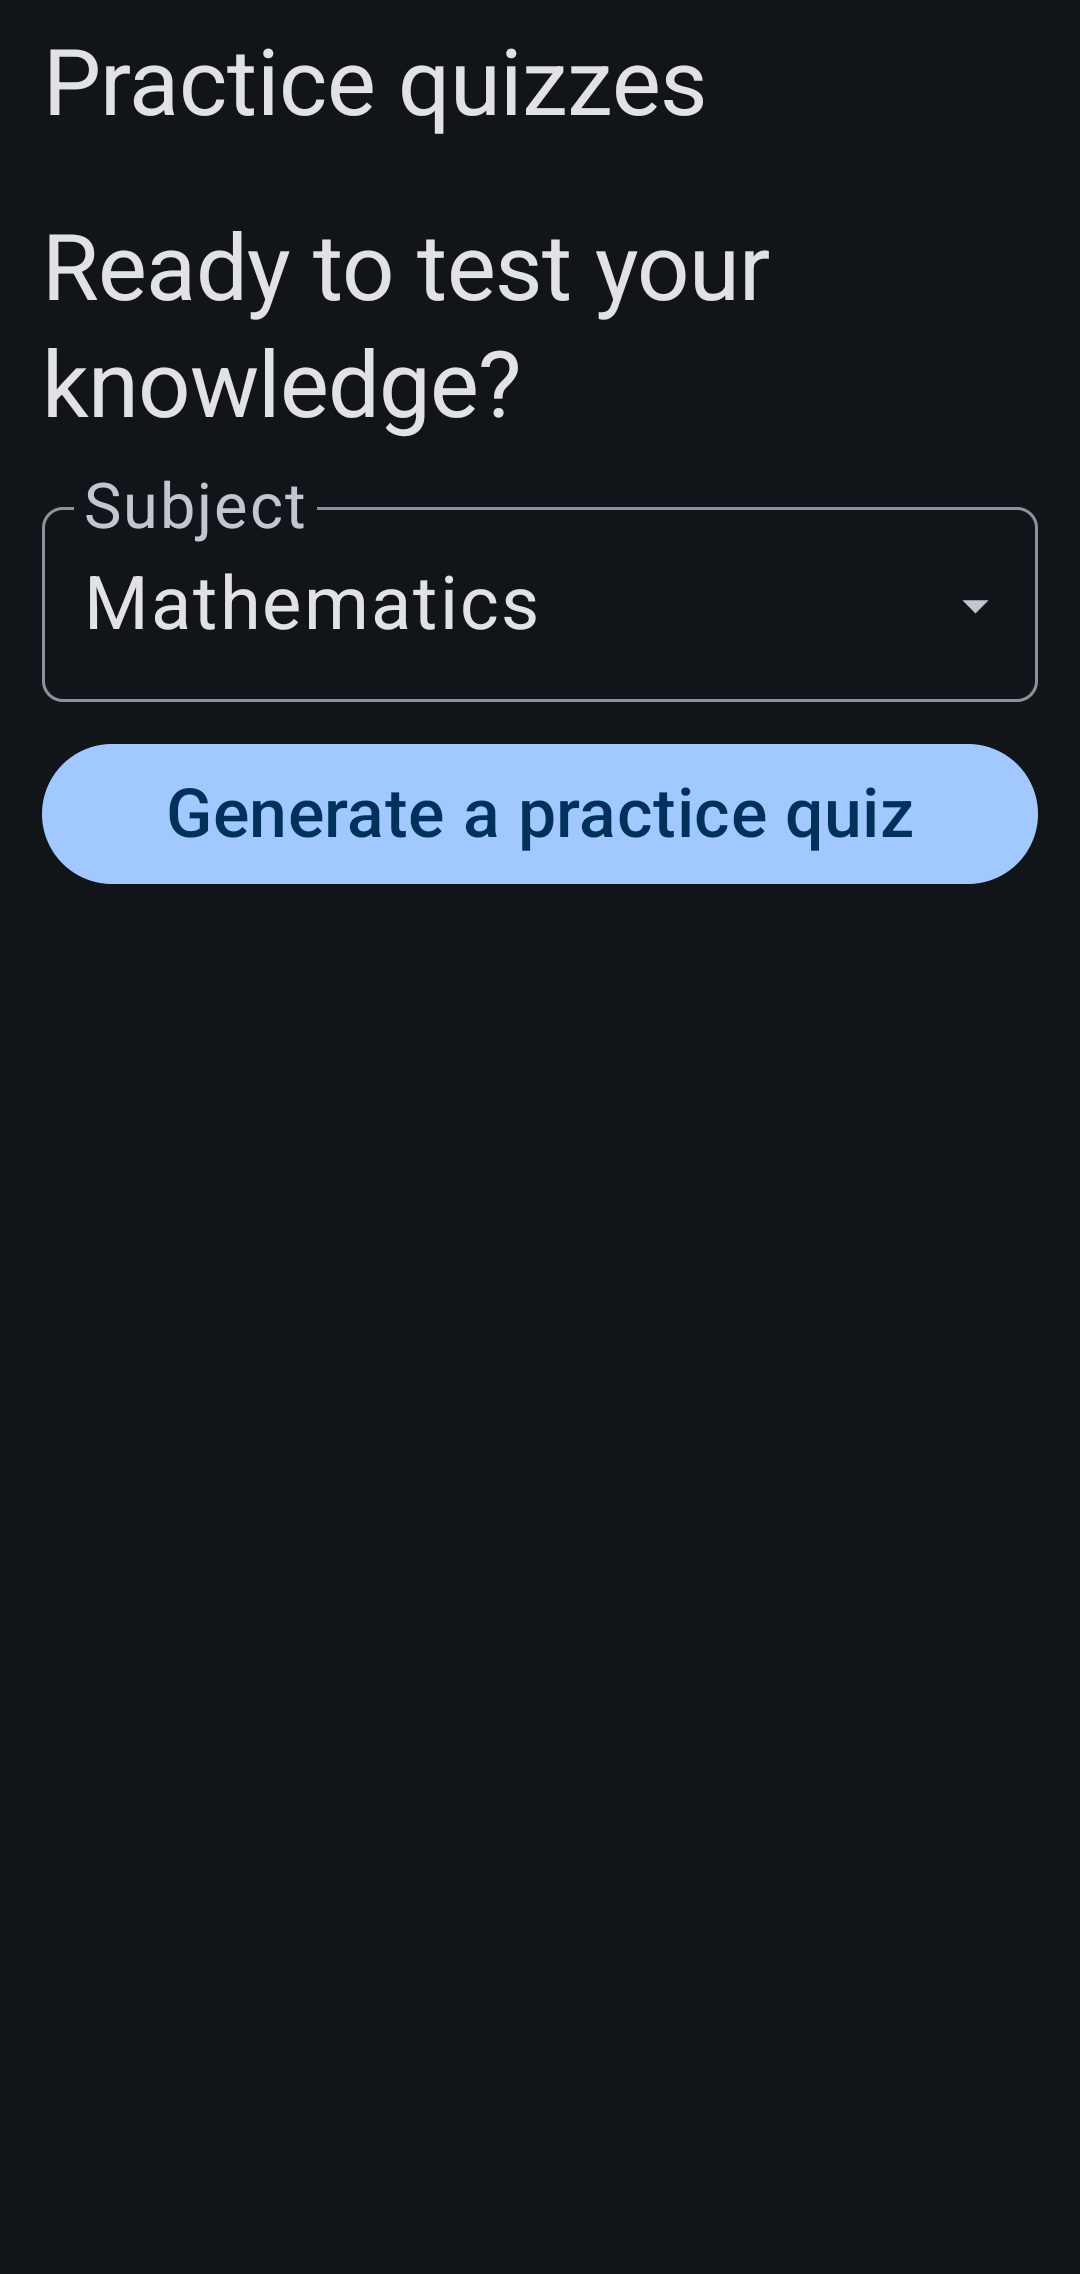 Practice quizzes
Ready to test your
knowledge?
Subject
Mathematics
Generate a practice quiz